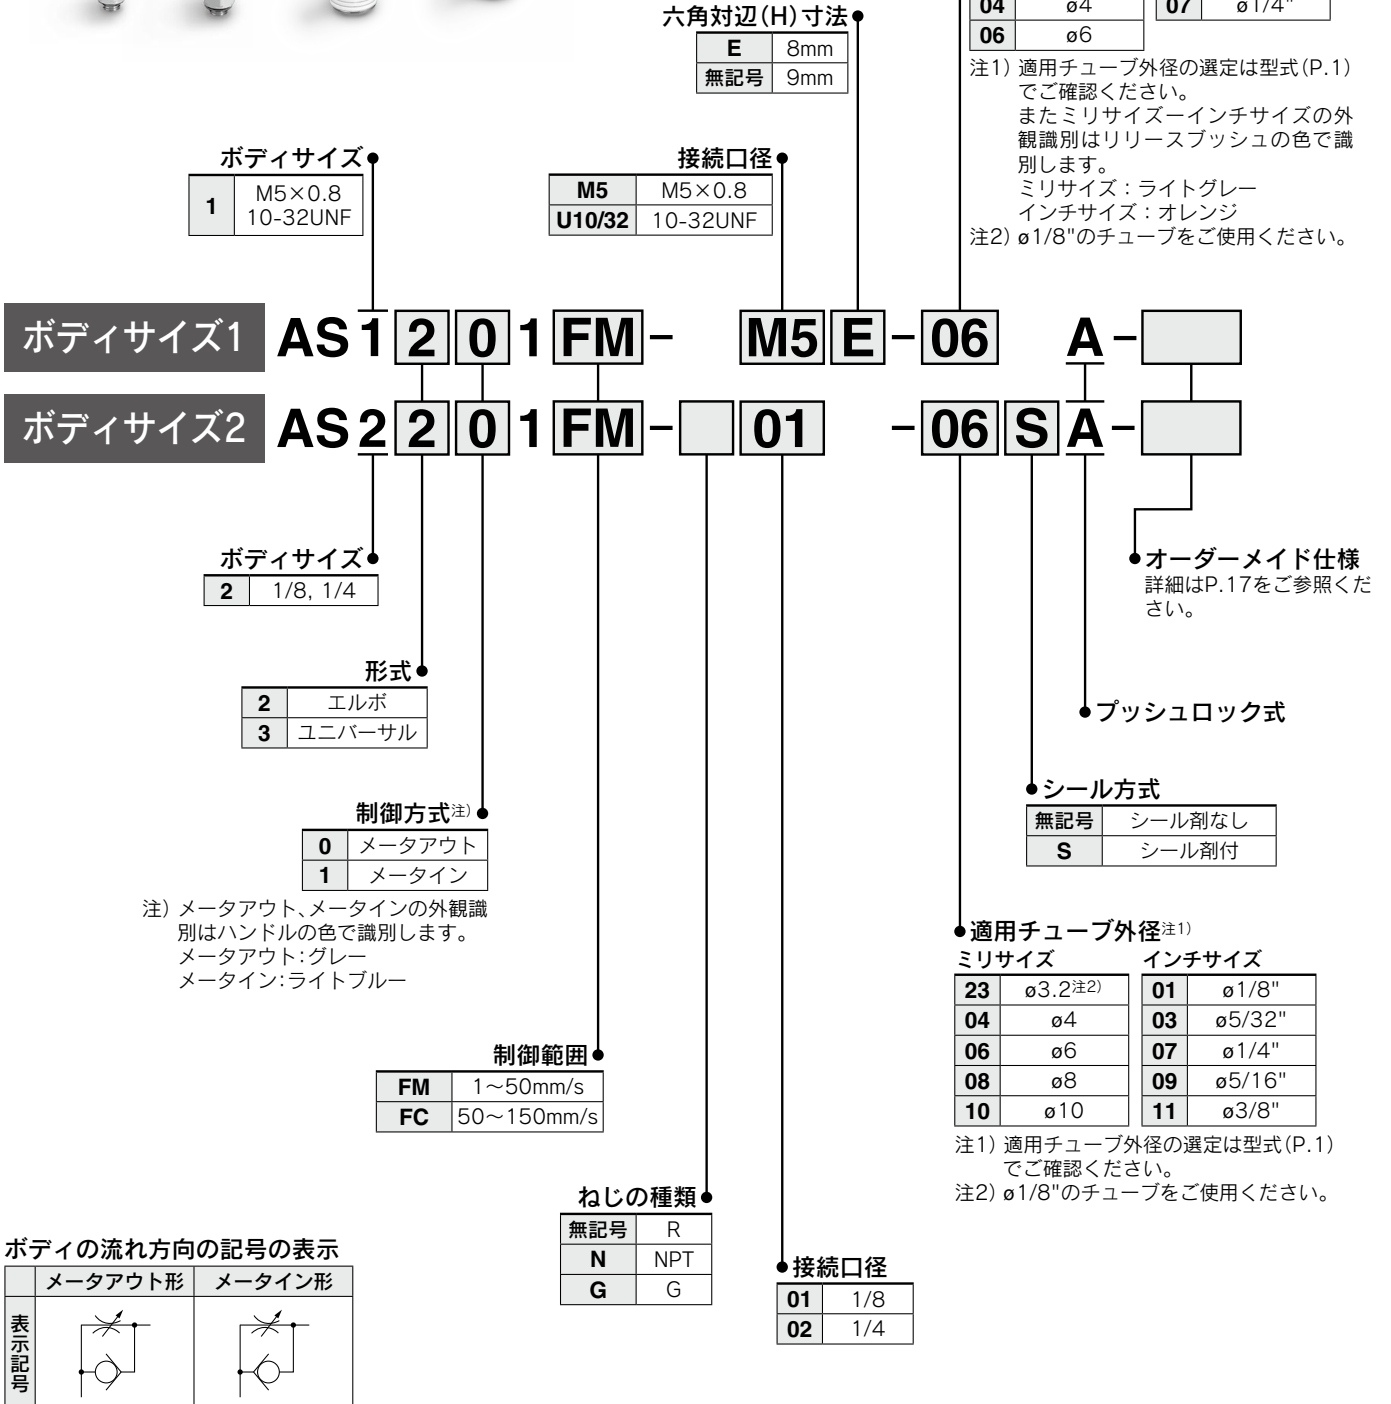 六角対辺(H)寸法
E 8mm
無記号 9mm
04 ø4 07 ø1/4"
06 ø6
注1) 適用チューブ外径の選定は型式(P.1)
でご確認ください。
またミリサイズーインチサイズの外
観識別はリリースブッシュの色で識
別します。
ミリサイズ：ライトグレー
インチサイズ：オレンジ
注2) ø1/8"のチューブをご使用ください。
ボディサイズ
1 M5×0.8
10-32UNF
接続口径
M5 M5×0.8
U10/32 10-32UNF
ボディサイズ1 AS 1 2 0 1 FM - M5 E - 06 A -
ボディサイズ2 AS 2 2 0 1 FM - 01 - 06 S A -
ボディサイズ
2 1/8, 1/4
オーダーメイド仕様
詳細はP.17をご参照くだ
さい。
形式
2 エルボ
3 ユニバーサル
プッシュロック式
シール方式
無記号 シール剤なし
S シール剤付
制御方式注)
0 メータアウト
1 メータイン
注) メータアウト、メータインの外観識
別はハンドルの色で識別します。
メータアウト：グレー
メータイン：ライトブルー
適用チューブ外径注1)
ミリサイズ インチサイズ
23 ø3.2注2) 01 ø1/8"
04 ø4 03 ø5/32"
06 ø6 07 ø1/4"
08 ø8 09 ø5/16"
10 ø10 11 ø3/8"
注1) 適用チューブ外径の選定は型式(P.1)
でご確認ください。
注2) ø1/8"のチューブをご使用ください。
制御範囲
FM 1〜50mm/s
FC 50〜150mm/s
ねじの種類
無記号 R
N NPT
G G
接続口径
01 1/8
02 1/4
ボディの流れ方向の記号の表示
メータアウト形 メータイン形
表示記号